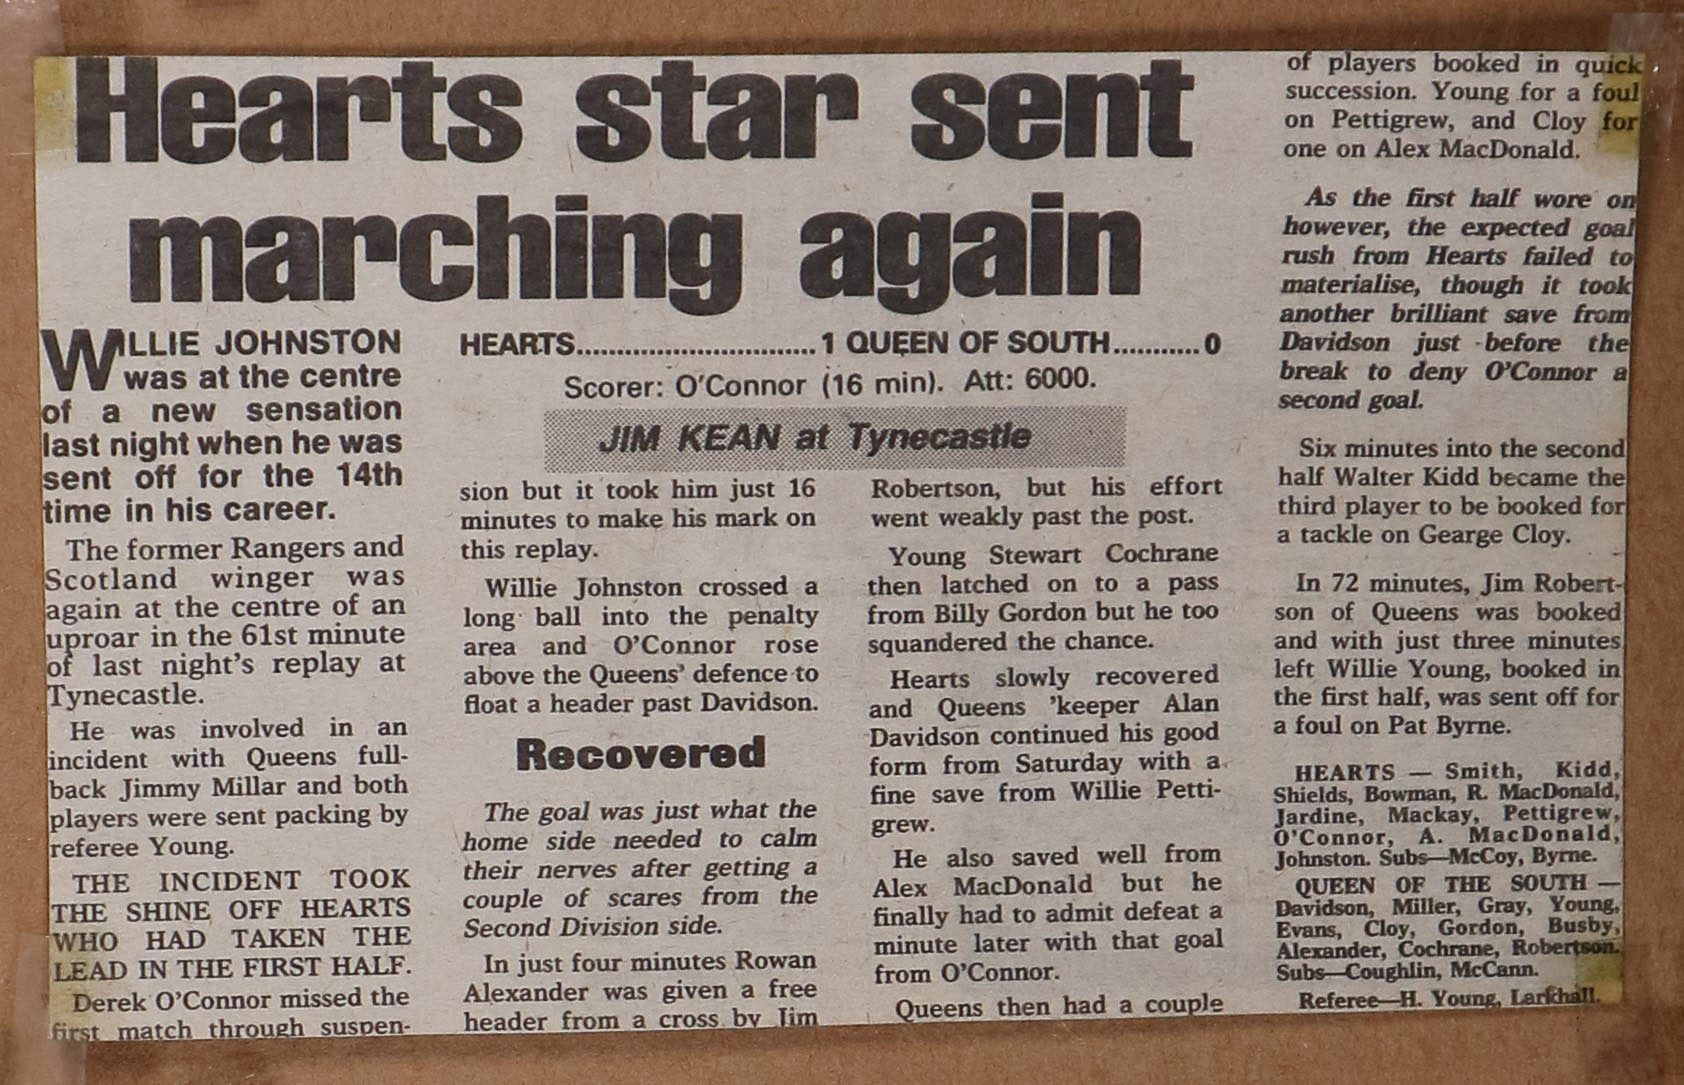 Hearts star sent
marching again
WILLIE JOHNSTON
was at the centre
of a new sensation
last night when he was
sent off for the 14th
time in his career.
The former Rangers and
Scotland winger was
again at the centre of an
uproar in the 61st minute
of last night's replay at
Tynecastle.
He was involved in an
incident with Queens full-
back Jimmy Millar and both
players were sent packing by
referee Young.
THE INCIDENT TOOK
THE SHINE OFF HEARTS
WHO HAD TAKEN THE
LEAD IN THE FIRST HALF.
Derek O'Connor missed the
first match through suspen-
HEARTS..............................1 QUEEN OF SOUTH...........0
Scorer: O'Connor (16 min). Att: 6000.
JIM KEAN at Tynecastle
sion but it took him just 16
minutes to make his mark on
this replay.
Willie Johnston crossed a
long ball into the penalty
area and O'Connor rose
above the Queens' defence to
float a header past Davidson.
Recovered
The goal was just what the
home side needed to calm
their nerves after getting a
couple of scares from the
Second Division side.
In just four minutes Rowan
Alexander was given a free
header from a cross by Jim
Robertson, but his effort
went weakly past the post.
Young Stewart Cochrane
then latched on to a pass
from Billy Gordon but he too
squandered the chance.
Hearts slowly recovered
and Queens 'keeper Alan
Davidson continued his good
form from Saturday with a
fine save from Willie Petti-
grew.
He also saved well from
Alex MacDonald but he
finally had to admit defeat a
minute later with that goal
from O'Connor.
Queens then had a couple
of players booked in quick
succession. Young for a foul
on Pettigrew, and Cloy for
one on Alex MacDonald.
As the first half wore on
however, the expected goal
rush from Hearts failed to
materialise, though it took
another brilliant save from
Davidson just before the
break to deny O'Connor a
second goal.
Six minutes into the second
half Walter Kidd became the
third player to be booked for
a tackle on Gearge Cloy.
In 72 minutes, Jim Robert-
son of Queens was booked
and with just three minutes
left Willie Young, booked in
the first half, was sent off for
a foul on Pat Byrne.
HEARTS — Smith, Kidd,
Shields, Bowman, R. MacDonald,
Jardine, Mackay, Pettigrew,
O'Connor, A. MacDonald,
Johnston. Subs—McCoy, Byrne.
QUEEN OF THE SOUTH —
Davidson, Miller, Gray, Young,
Evans, Cloy, Gordon, Busby,
Alexander, Cochrane, Robertson.
Subs—Coughlin, McCann.
Referee—H. Young, Larkhall.